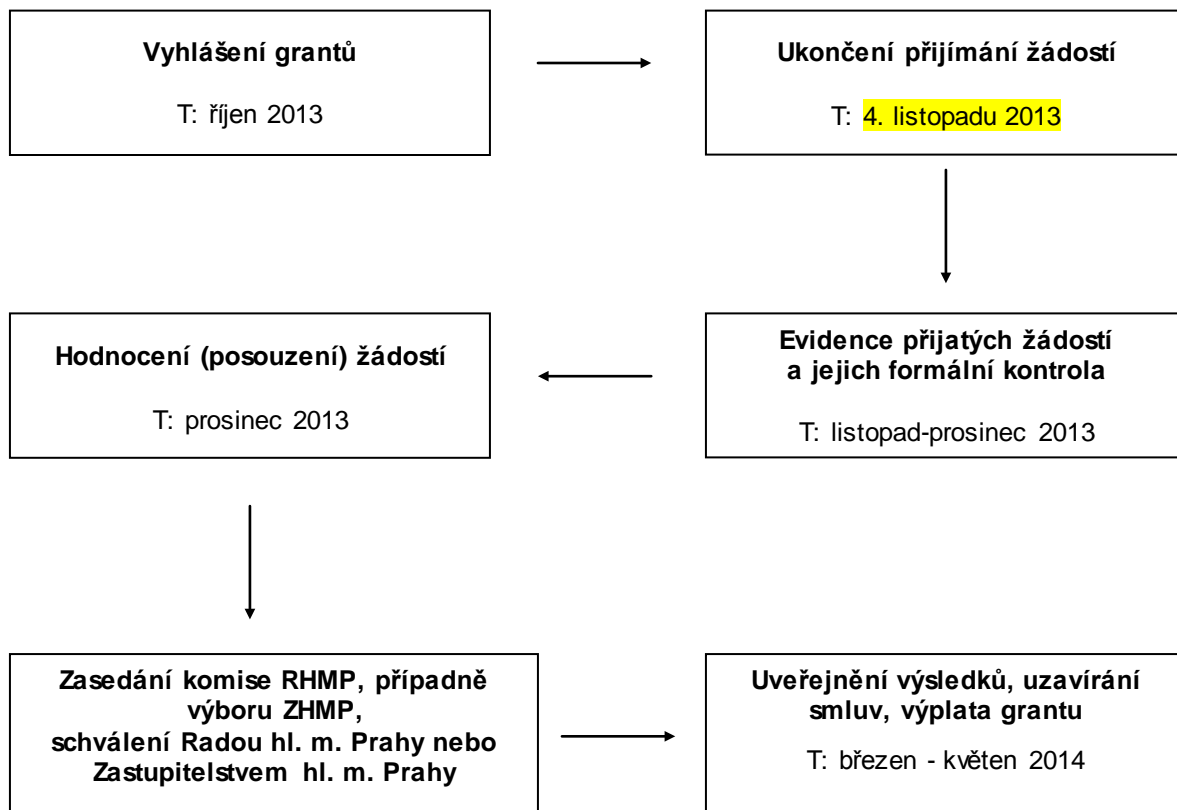 Vyhlášení grantů
T: říjen 2013
Ukončení přijímání žádostí
T: 4. listopadu 2013
Evidence přijatých žádostí
a jejich formální kontrola
T: listopad-prosinec 2013
Hodnocení (posouzení) žádostí
T: prosinec 2013
Zasedání komise RHMP, případně
výboru ZHMP,
schválení Radou hl. m. Prahy nebo
Zastupitelstvem hl. m. Prahy
Uveřejnění výsledků, uzavírání
smluv, výplata grantu
T: březen - květen 2014